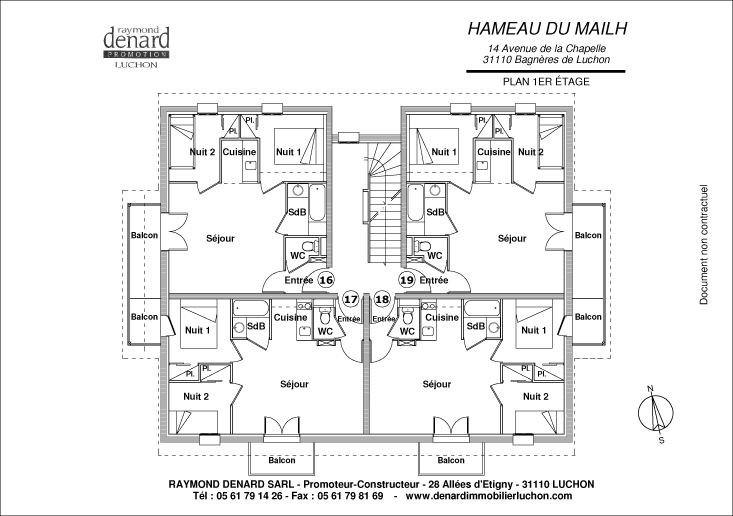 raymond
denard
PROMOTION
LUCHON
HAMEAU DU MAILH
14 Avenue de la Chapelle
31110 Bagnères de Luchon
PLAN 1ER ÉTAGE
Pl. Pl. Pl. Pl.
Nuit 2 Cuisine Nuit 1 Nuit 1 Cuisine Nuit 2
SdB SdB
Balcon Séjour Séjour Balcon
WC WC
Entrée 16 19 Entrée
17 18
Balcon Nuit 1 SdB Cuisine WC Entrée Entrée WC Cuisine SdB Nuit 1 Balcon
Pl. Pl. Pl. Pl.
Nuit 2 Séjour Séjour Nuit 2
Balcon Balcon
Document non contractuel
N
S
RAYMOND DENARD SARL - Promoteur-Constructeur - 28 Allées d'Etigny - 31110 LUCHON
Tél : 05 61 79 14 26 - Fax : 05 61 79 81 69 - www.denardimmobilierluchon.com